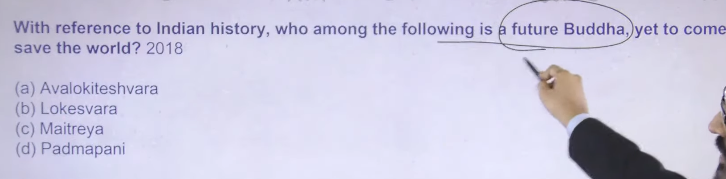 With reference to Indian history, who among the following is a future Buddha, yet to come
save the world? 2018
(a) Avalokiteshvara
(b) Lokesvara
(c) Maitreya
(d) Padmapani